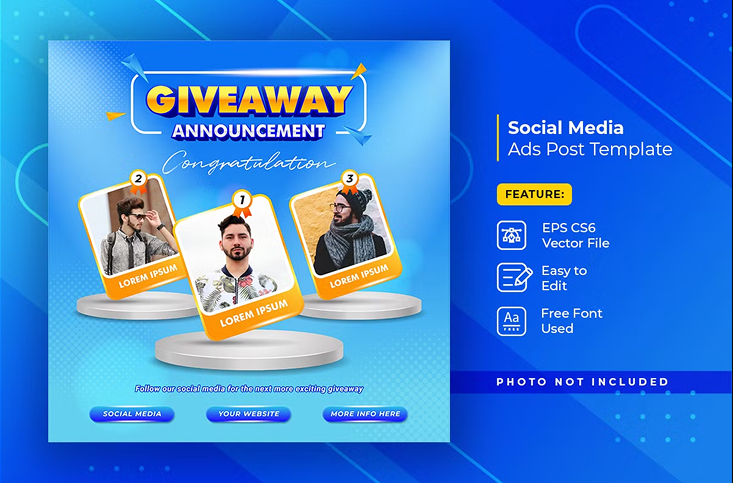 GIVEAWAY
ANNOUNCEMENT
Congratulation
2
1
3
LOREM IPSUM
LOREM IPSUM
LOREM IPSUM
Follow our social media for the next more exciting giveaway
SOCIAL MEDIA
YOUR WEBSITE
MORE INFO HERE
Social Media
Ads Post Template
FEATURE:
EPS CS6
Vector File
Easy to
Edit
Aa
Free Font
Used
PHOTO NOT INCLUDED